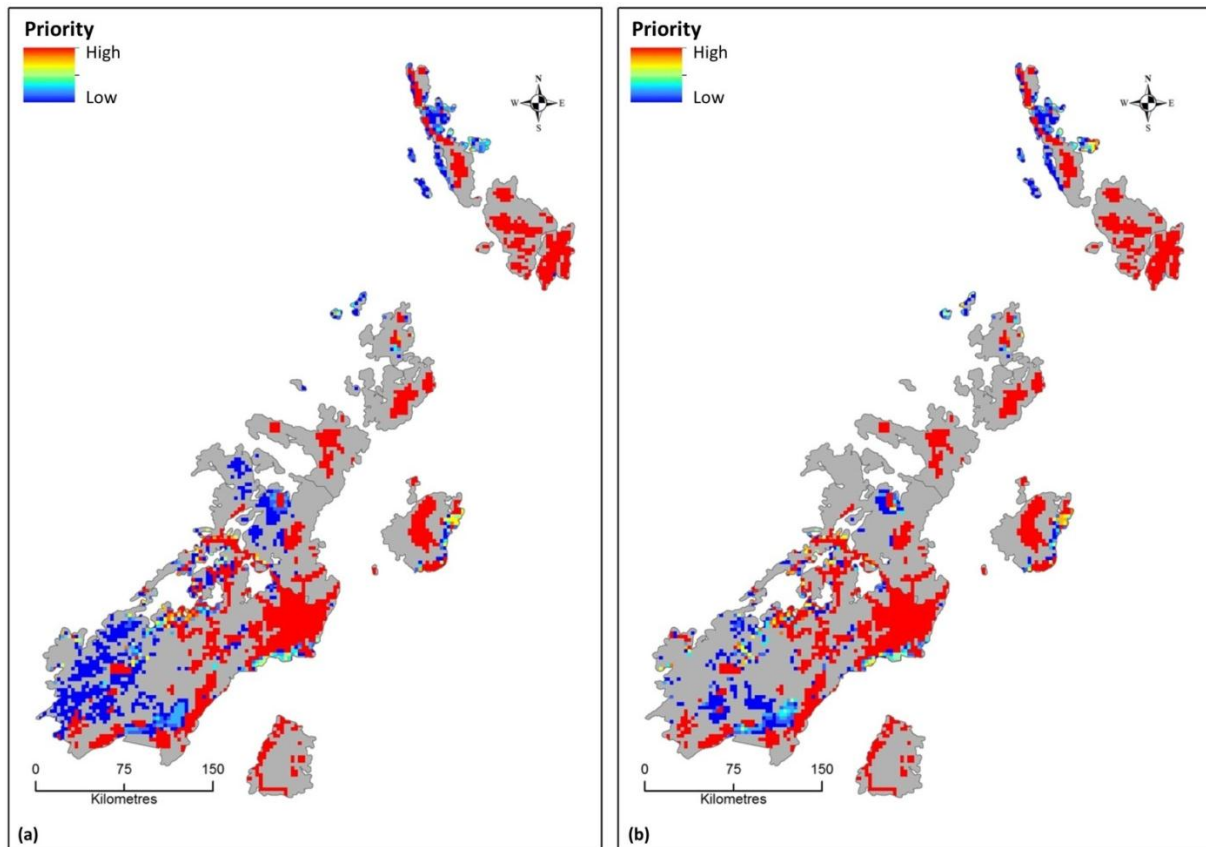 Priority
High
Low
N
W E
S
0 75 150
Kilometres
(a)
Priority
High
Low
N
W E
S
0 75 150
Kilometres
(b)